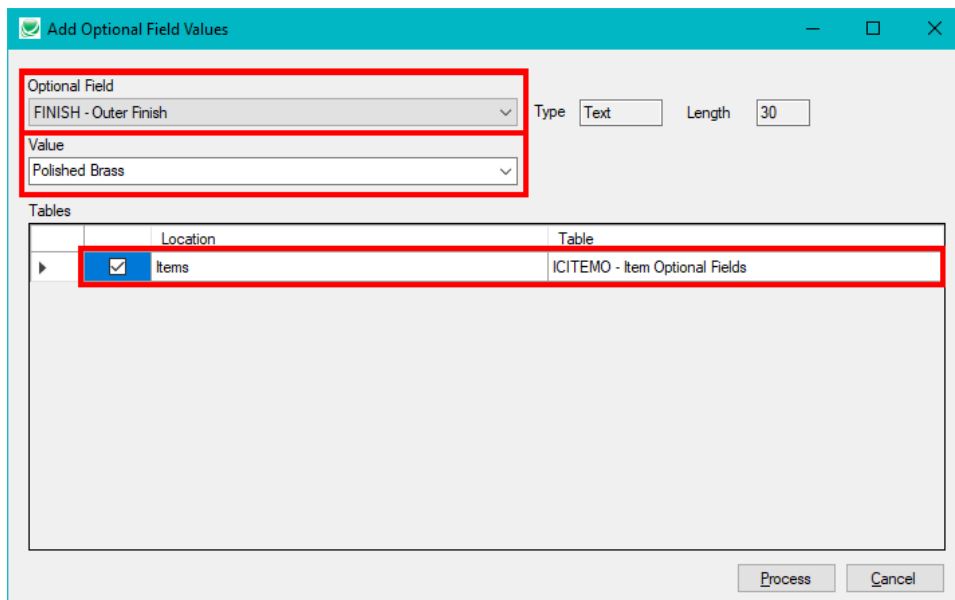 Add Optional Field Values
Optional Field
FINISH - Outer Finish Type Text Length 30
Value
Polished Brass
Tables
Location Table
Items ICITEMO - Item Optional Fields
Process Cancel